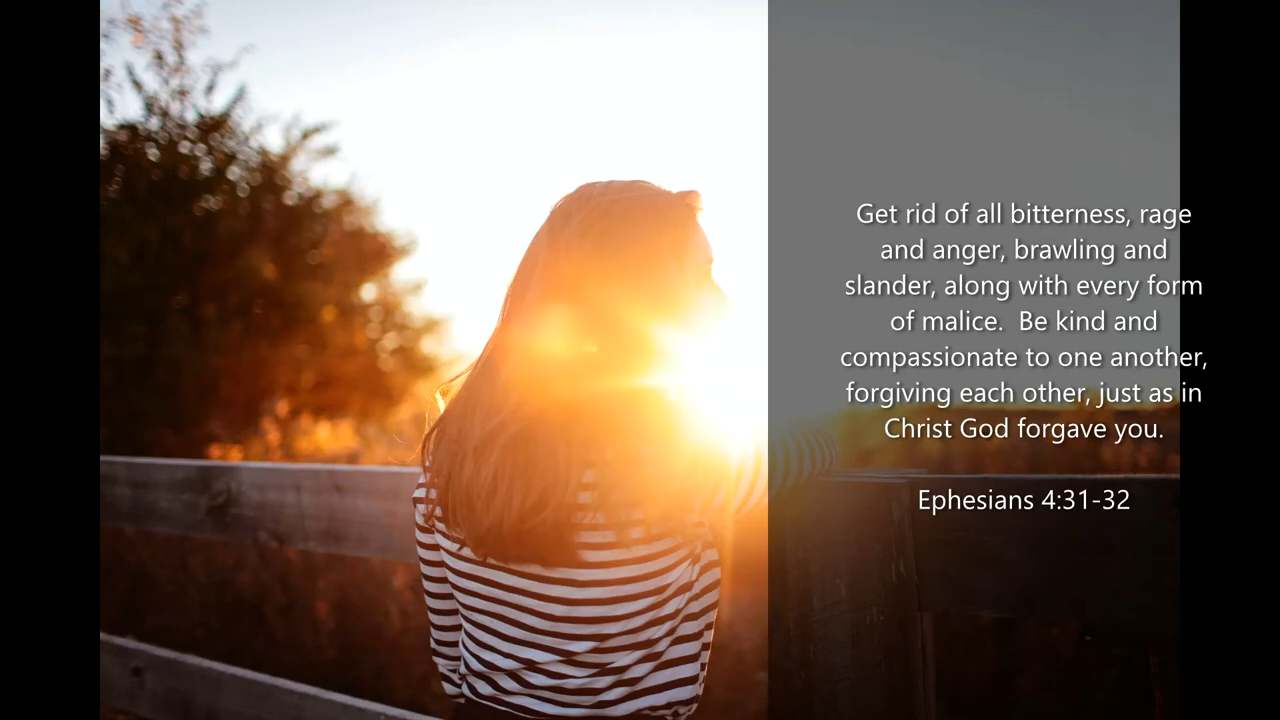 Get rid of all bitterness, rage
and anger, brawling and
slander, along with every form
of malice.  Be kind and
compassionate to one another,
forgiving each other, just as in
Christ God forgave you.
Ephesians 4:31-32